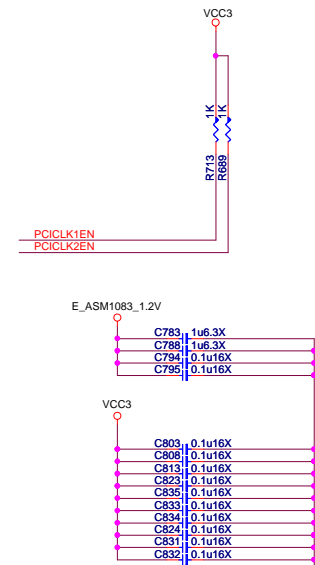 VCC3
1K 1K
R713 R689
PCICLK1EN
PCICLK2EN
E_ASM1083_1.2V
C783 1u6.3X
C788 1u6.3X
C794 0.1u16X
C795 0.1u16X
VCC3
C803 0.1u16X
C808 0.1u16X
C813 0.1u16X
C823 0.1u16X
C835 0.1u16X
C833 0.1u16X
C834 0.1u16X
C824 0.1u16X
C831 0.1u16X
C832 0.1u16X